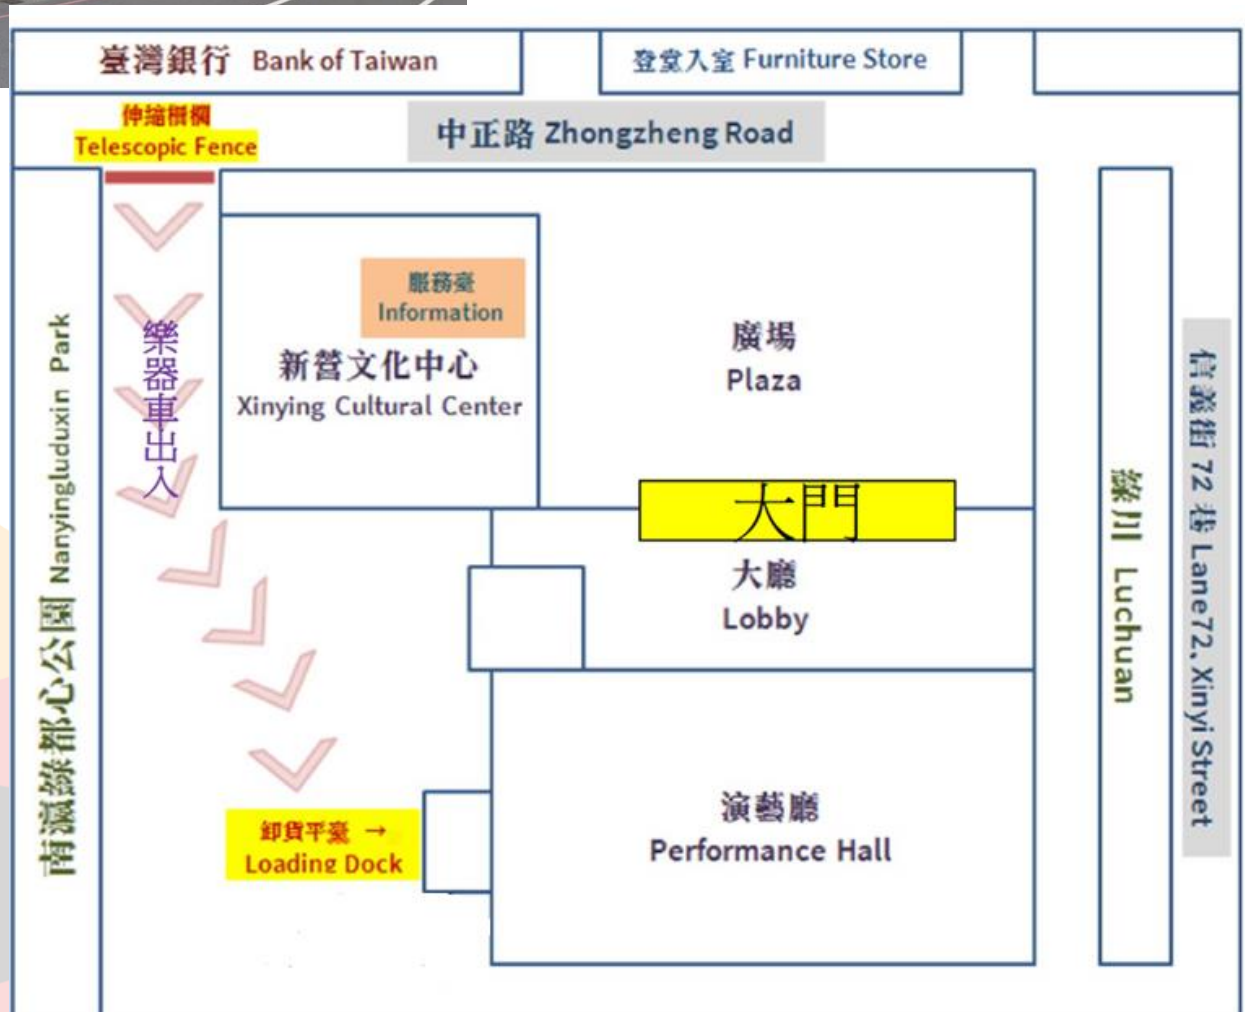 臺灣銀行 Bank of Taiwan
登堂入室 Furniture Store
伸縮柵欄
Telescopic Fence
中正路 Zhongzheng Road
服務臺
Information
新營文化中心
Xinying Cultural Center
廣場
Plaza
樂器車出入
南瀛綠都心公園 Nanyingluduxin Park
大門
大廳
Lobby
綠川 Luchuan
信義街 72 巷 Lane72, Xinyi Street
演藝廳
Performance Hall
卸貨平臺 →
Loading Dock